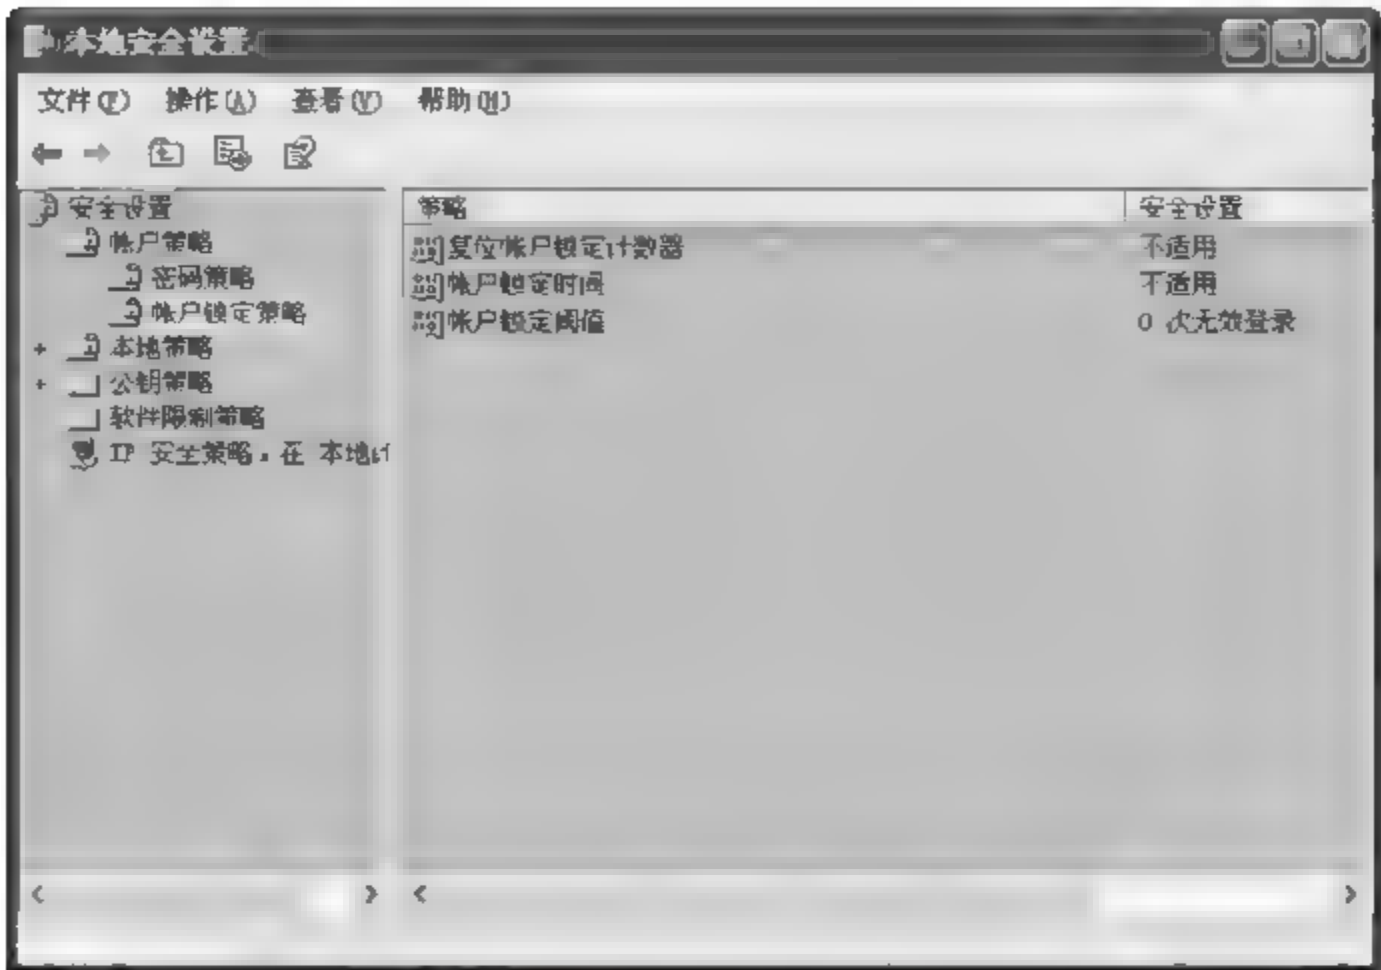 本地安全设置
文件(F) 操作(A) 查看(V) 帮助(H)
安全设置
帐户策略
密码策略
帐户锁定策略
本地策略
公钥策略
软件限制策略
IP 安全策略，在 本地计
策略 安全设置
复位帐户锁定计数器 不适用
帐户锁定时间 不适用
帐户锁定阈值 0 次无效登录